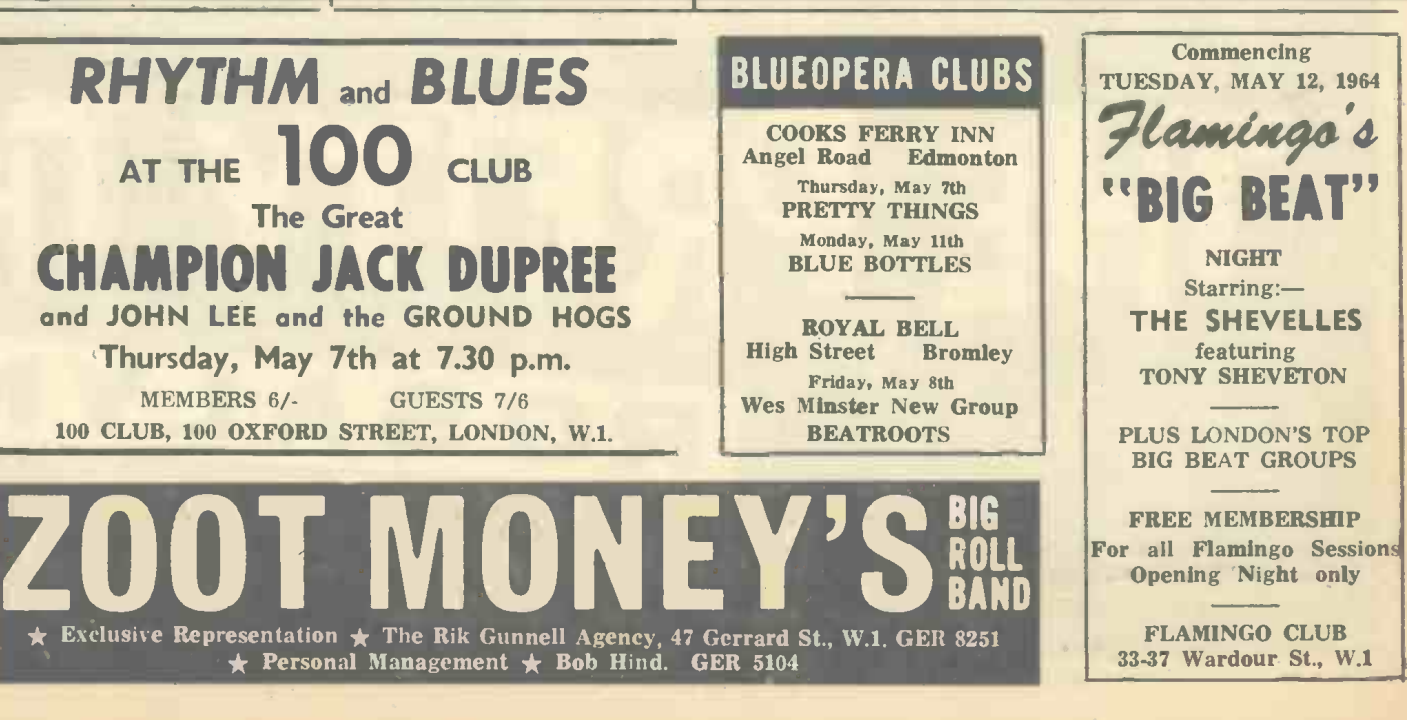 RHYTHM and BLUES
AT THE 100 CLUB
The Great
CHAMPION JACK DUPREE
and JOHN LEE and the GROUND HOGS
Thursday, May 7th at 7.30 p.m.
MEMBERS 6/- GUESTS 7/6
100 CLUB, 100 OXFORD STREET, LONDON, W.1.
BLUEOPERA CLUBS
COOKS FERRY INN
Angel Road Edmonton
Thursday, May 7th
PRETTY THINGS
Monday, May 11th
BLUE BOTTLES
ROYAL BELL
High Street Bromley
Friday, May 8th
Wes Minster New Group
BEATROOTS
Commencing
TUESDAY, MAY 12, 1964
Flamingo's
"BIG BEAT"
NIGHT
Starring:—
THE SHEVELLES
featuring
TONY SHEVETON
PLUS LONDON'S TOP
BIG BEAT GROUPS
FREE MEMBERSHIP
For all Flamingo Sessions
Opening Night only
FLAMINGO CLUB
33-37 Wardour St., W.1
ZOOT MONEY'S BIG ROLL BAND
★ Exclusive Representation ★ The Rik Gunnell Agency, 47 Gerrard St., W.1. GER 8251
★ Personal Management ★ Bob Hind. GER 5104